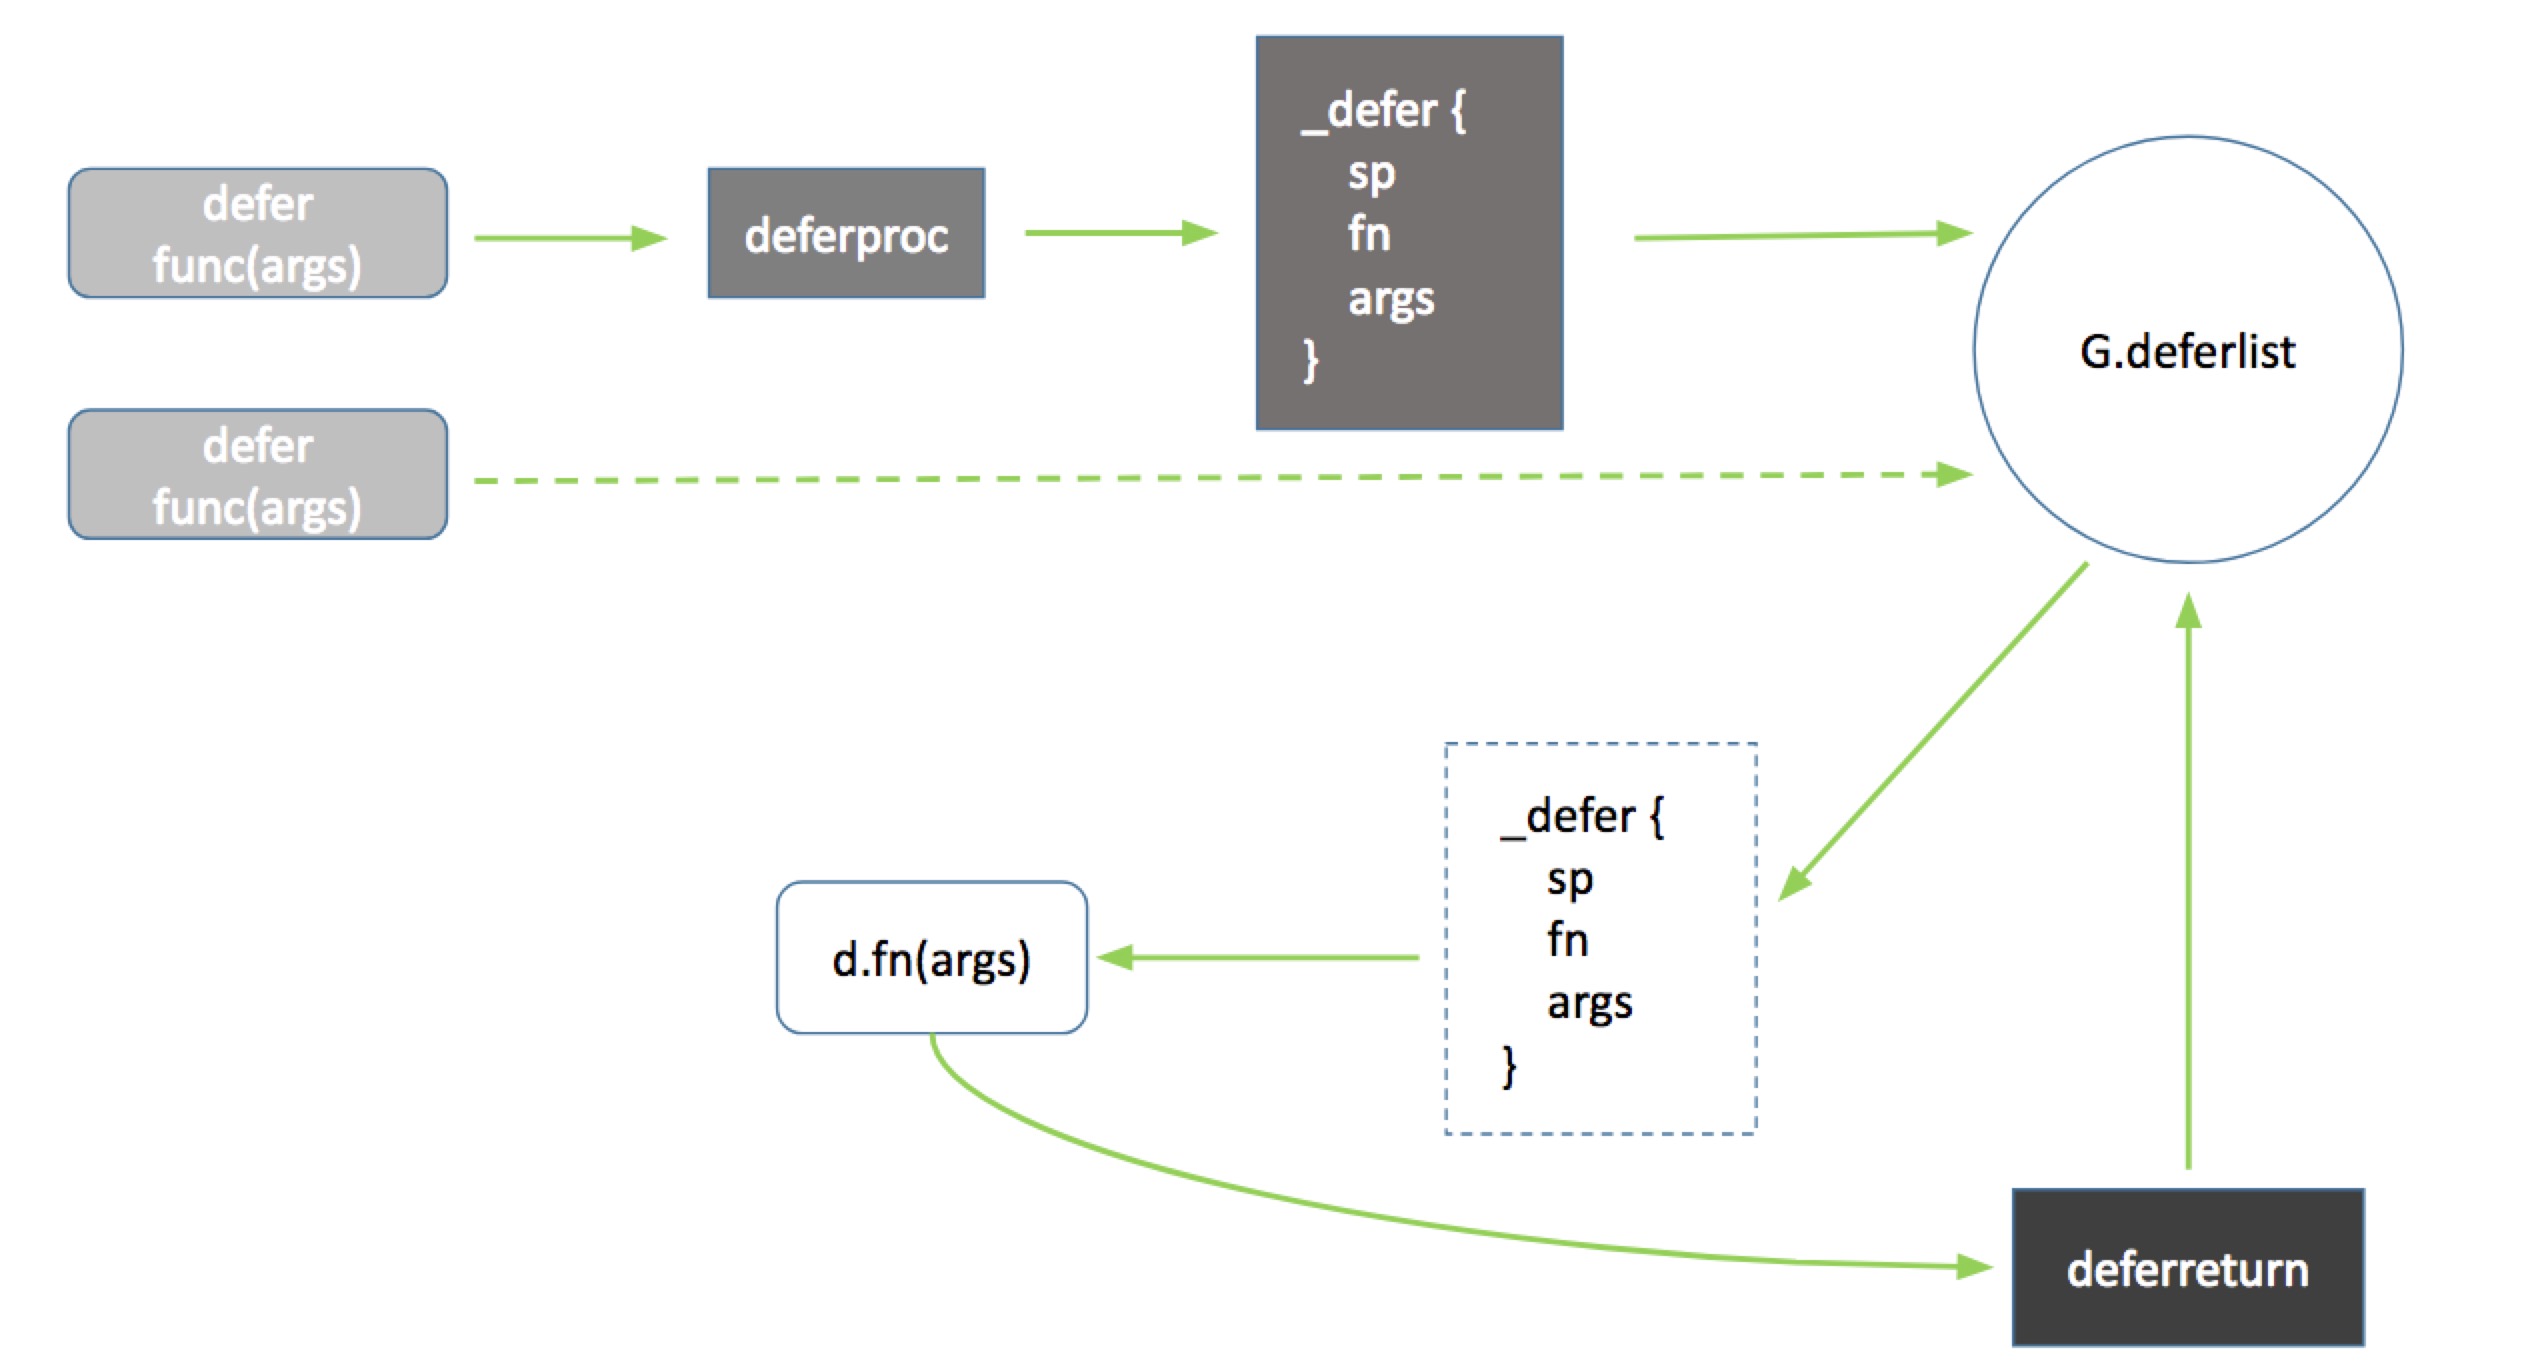 defer
func(args)
deferproc
_defer {
sp
fn
args
}
G.deferlist
defer
func(args)
_defer {
sp
fn
args
}
d.fn(args)
deferreturn